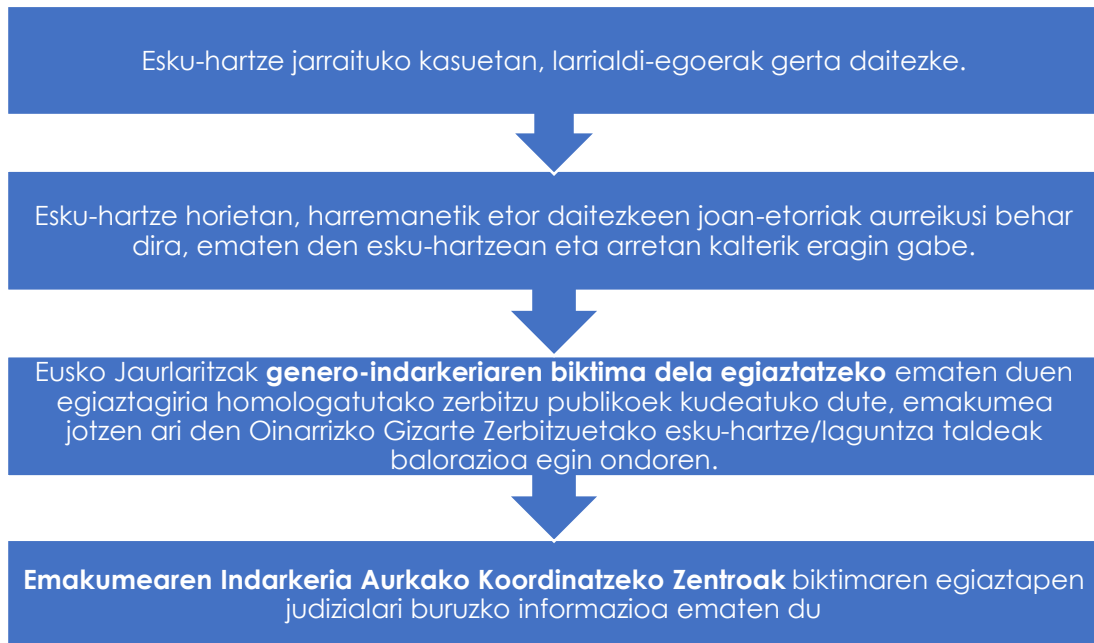 Esku-hartze jarraituko kasuetan, larrialdi-egoerak gerta daitezke.
Esku-hartze horietan, harremanetik etor daitezkeen joan-etorriak aurreikusi behar
dira, ematen den esku-hartzean eta arretan kalterik eragin gabe.
Eusko Jaurlaritzak genero-indarkeriaren biktima dela egiaztatzeko ematen duen
egiaztagiria homologatutako zerbitzu publikoek kudeatuko dute, emakumea
jotzen ari den Oinarrizko Gizarte Zerbitzuetako esku-hartze/laguntza taldeak
balorazioa egin ondoren.
Emakumearen Indarkeria Aurkako Koordinatzeko Zentroak biktimaren egiaztapen
judizialari buruzko informazioa ematen du